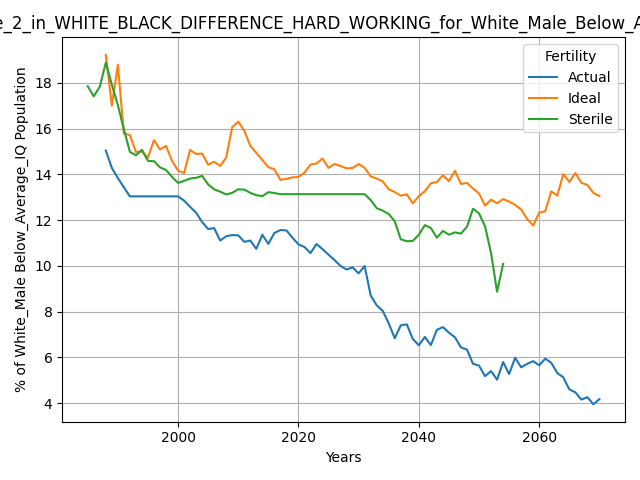 e_2_in_WHITE_BLACK_DIFFERENCE_HARD_WORKING_for_White_Male_Below_A
% of White_Male Below_Average_IQ Population
18
16
14
12
10
8
6
4
Fertility
Actual
Ideal
Sterile
2000 2020 2040 2060
Years